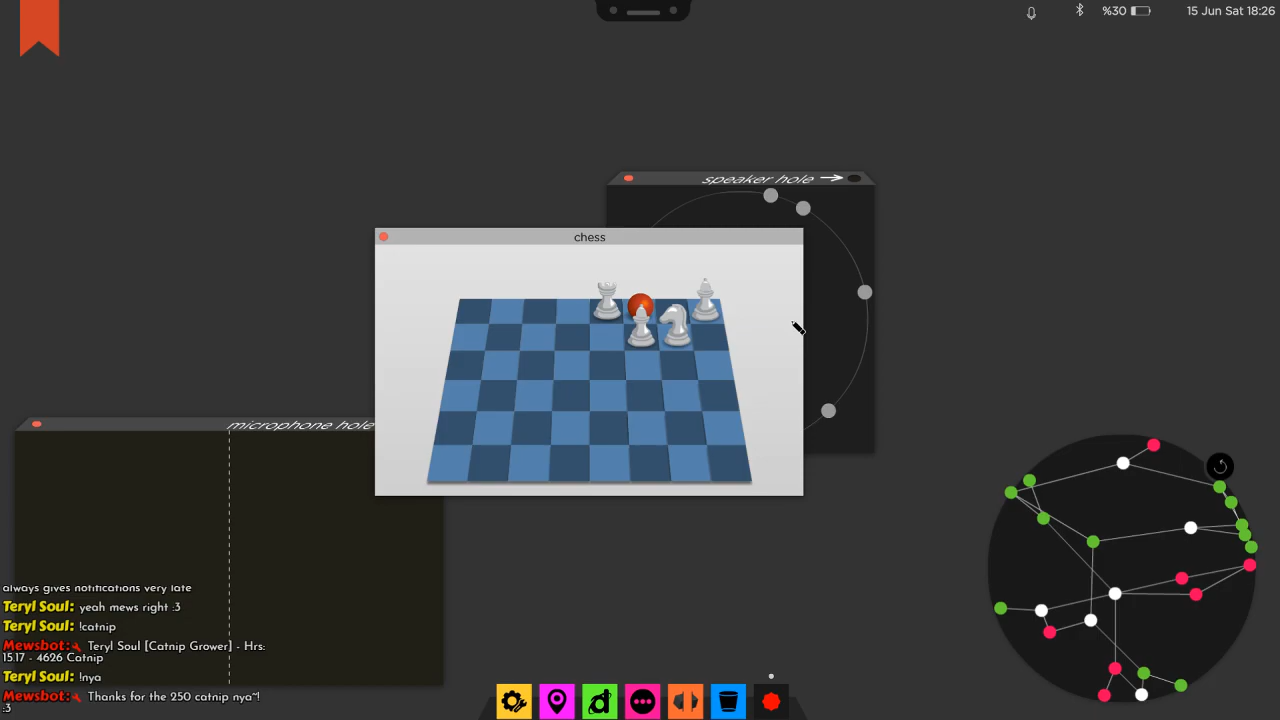 %30
15 Jun Sat 18:26
speaker hole
chess
microphone hole
always gives notifications very late
Teryl Soul: yeah mews right :3
Teryl Soul: !catnip
Mewsbot: Teryl Soul [Catnip Grower] - Hrs:
15.17 - 4626 Catnip
Teryl Soul: !nya
Mewsbot: Thanks for the 250 catnip nya~!
:3